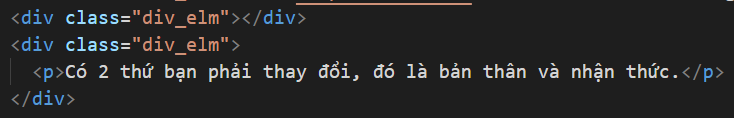 <div class="div_elm"></div>
<div class="div_elm">
<p>Có 2 thứ bạn phải thay đổi, đó là bản thân và nhận thức.</p>
</div>